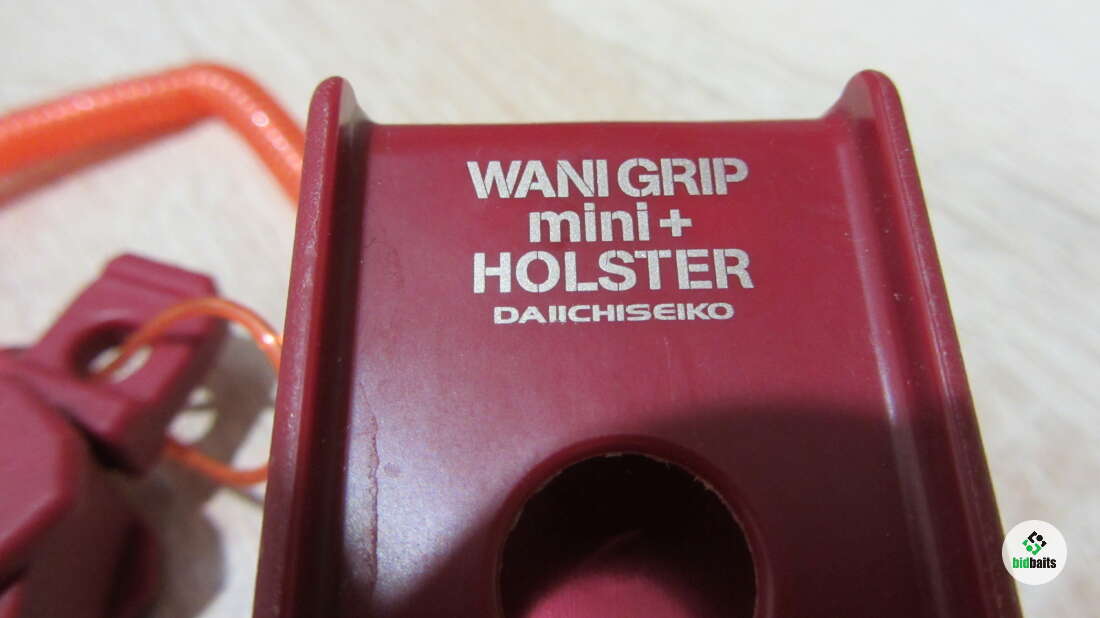 WANI GRIP
mini+
HOLSTER
DAIICHISEIKO
bidbaits